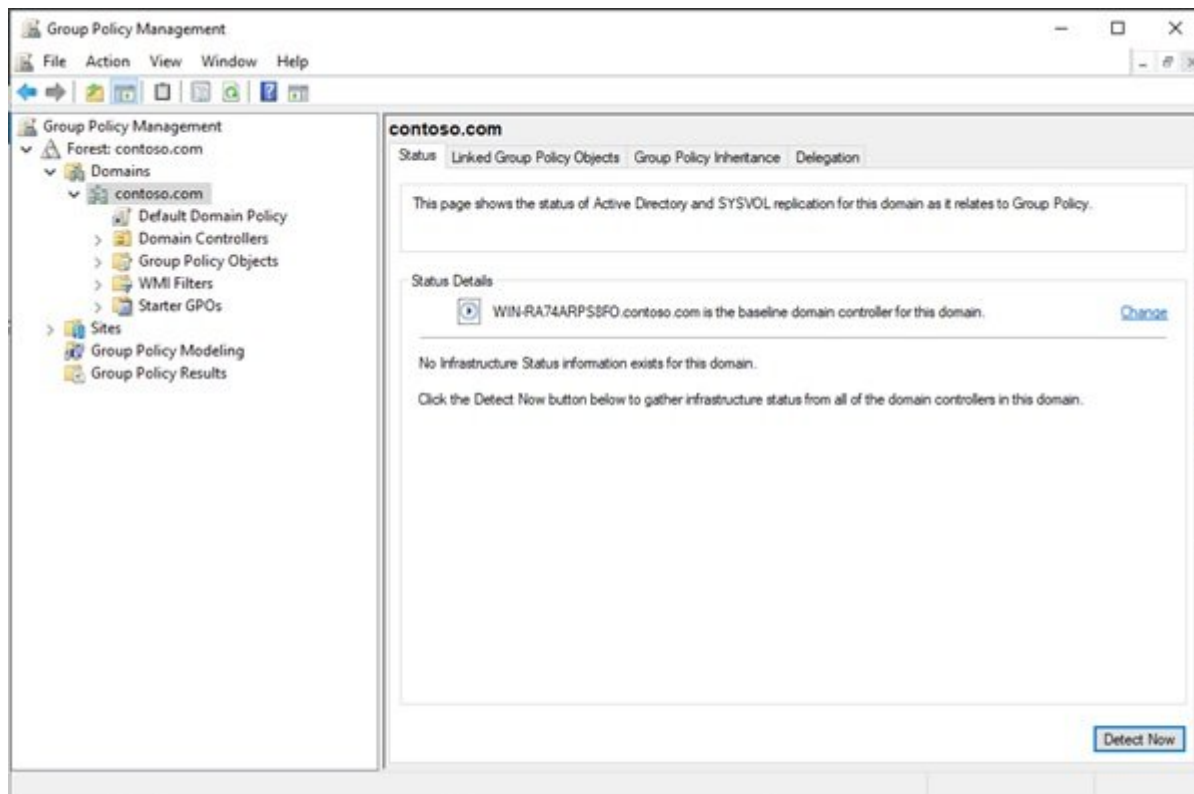 Group Policy Management
File Action View Window Help
Group Policy Management
Forest: contoso.com
Domains
contoso.com
Default Domain Policy
Domain Controllers
Group Policy Objects
WMI Filters
Starter GPOs
Sites
Group Policy Modeling
Group Policy Results
contoso.com
Status Linked Group Policy Objects Group Policy Inheritance Delegation
This page shows the status of Active Directory and SYSVOL replication for this domain as it relates to Group Policy.
Status Details
WIN-RA74ARPS8FO.contoso.com is the baseline domain controller for this domain. Change
No Infrastructure Status information exists for this domain.
Click the Detect Now button below to gather infrastructure status from all of the domain controllers in this domain.
Detect Now